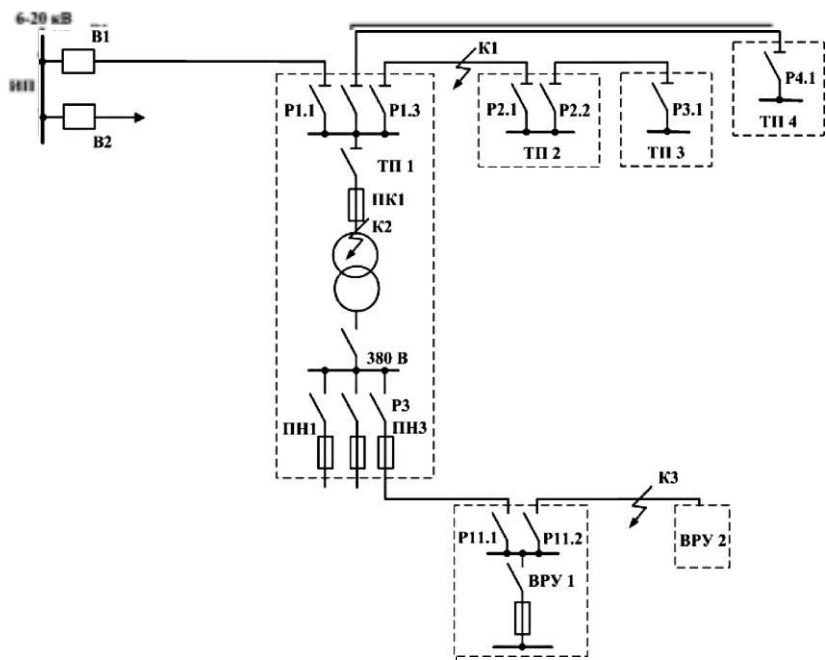 6-20 кВ
В1
ИП
В2
К1
Р1.1
Р1.3
Р2.1
Р2.2
Р3.1
Р4.1
ТП 1
ТП 2
ТП 3
ТП 4
ПК1
К2
380 В
Р3
ПН1
ПН3
К3
Р11.1
Р11.2
ВРУ 2
ВРУ 1